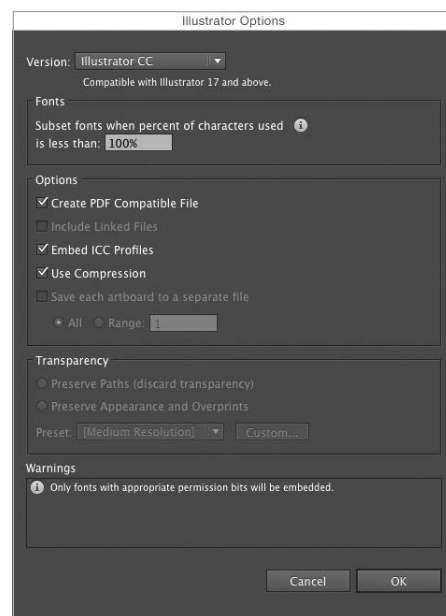 Illustrator Options
Version: Illustrator CC
Compatible with Illustrator 17 and above.
Fonts
Subset fonts when percent of characters used
is less than: 100%
Options
Create PDF Compatible File
Include Linked Files
Embed ICC Profiles
Use Compression
Save each artboard to a separate file
All Range: 1
Transparency
Preserve Paths (discard transparency)
Preserve Appearance and Overprints
Preset: [Medium Resolution] Custom...
Warnings
Only fonts with appropriate permission bits will be embedded.
Cancel OK